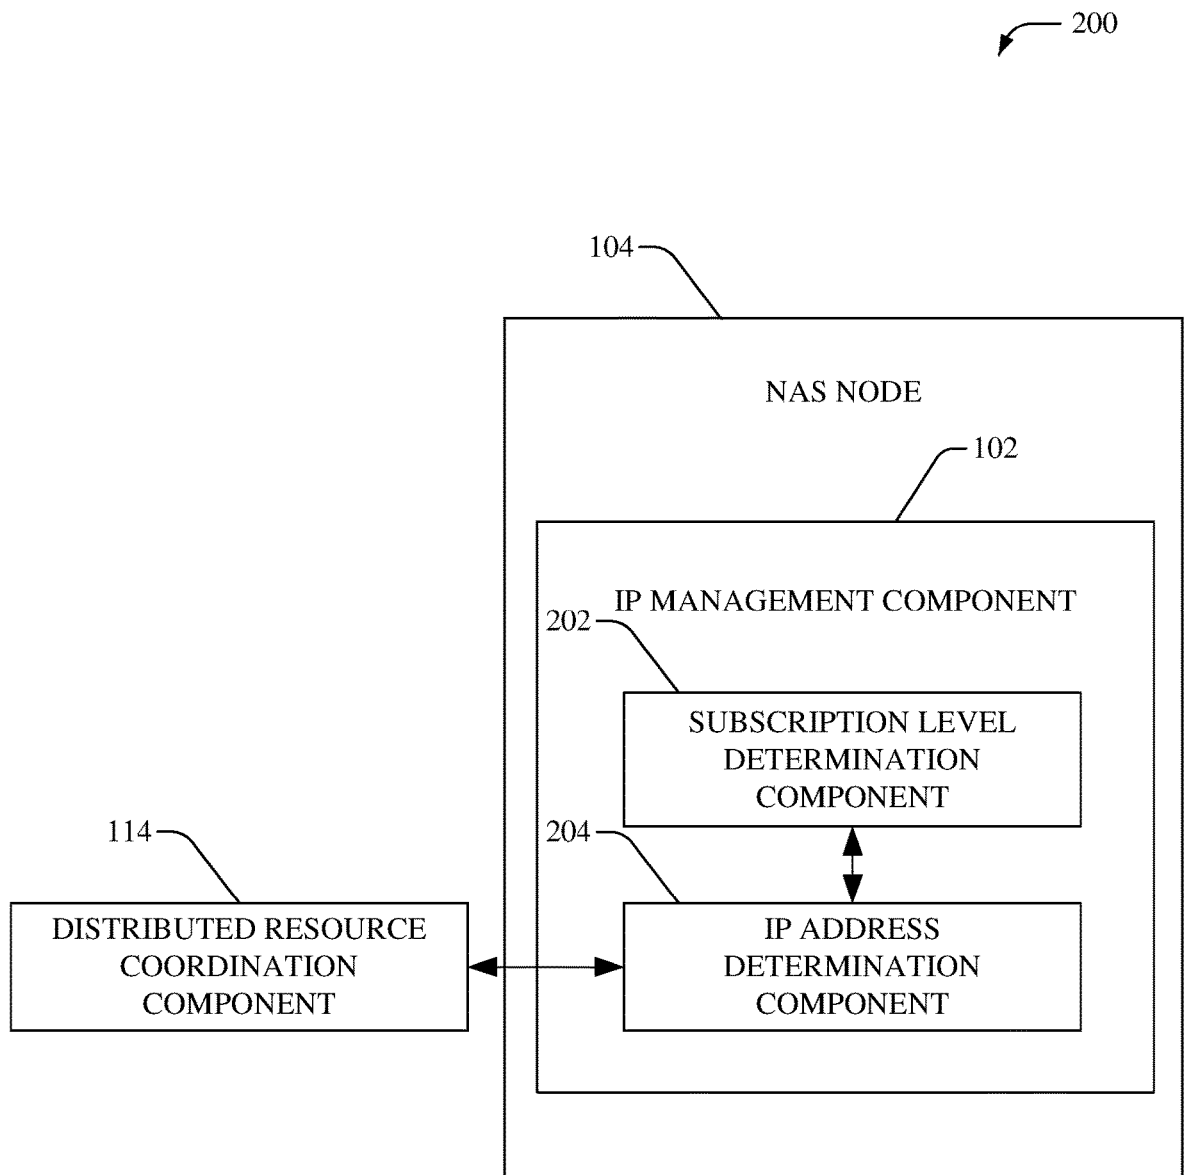 200
104
NAS NODE
102
IP MANAGEMENT COMPONENT
202
SUBSCRIPTION LEVEL
DETERMINATION
COMPONENT
114
204
DISTRIBUTED RESOURCE
COORDINATION
COMPONENT
IP ADDRESS
DETERMINATION
COMPONENT